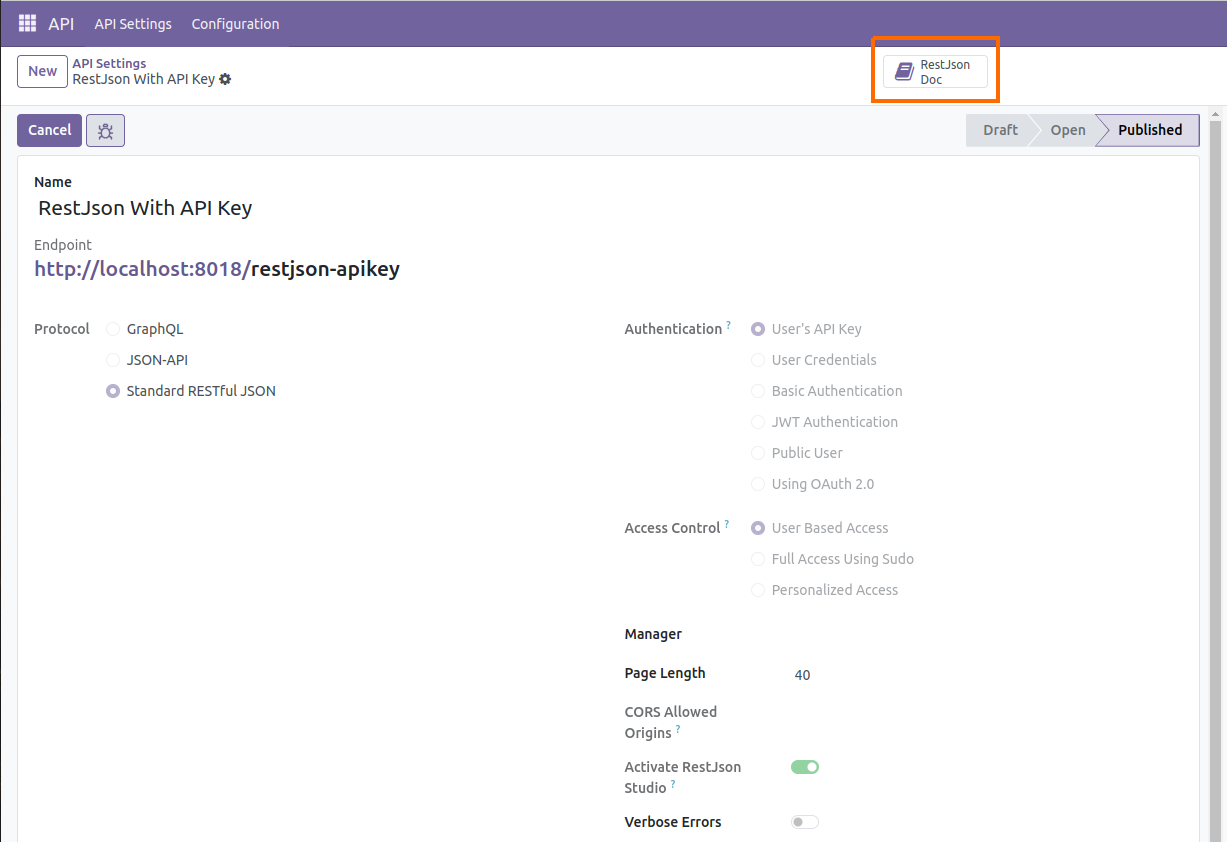 API API Settings Configuration
New
API Settings
RestJson With API Key
RestJson
Doc
Cancel
Draft Open Published
Name
RestJson With API Key
Endpoint
http://localhost:8018/restjson-apikey
Protocol
GraphQL
JSON-API
Standard RESTful JSON
Authentication ?
User's API Key
User Credentials
Basic Authentication
JWT Authentication
Public User
Using OAuth 2.0
Access Control ?
User Based Access
Full Access Using Sudo
Personalized Access
Manager
Page Length 40
CORS Allowed
Origins ?
Activate RestJson
Studio ?
Verbose Errors